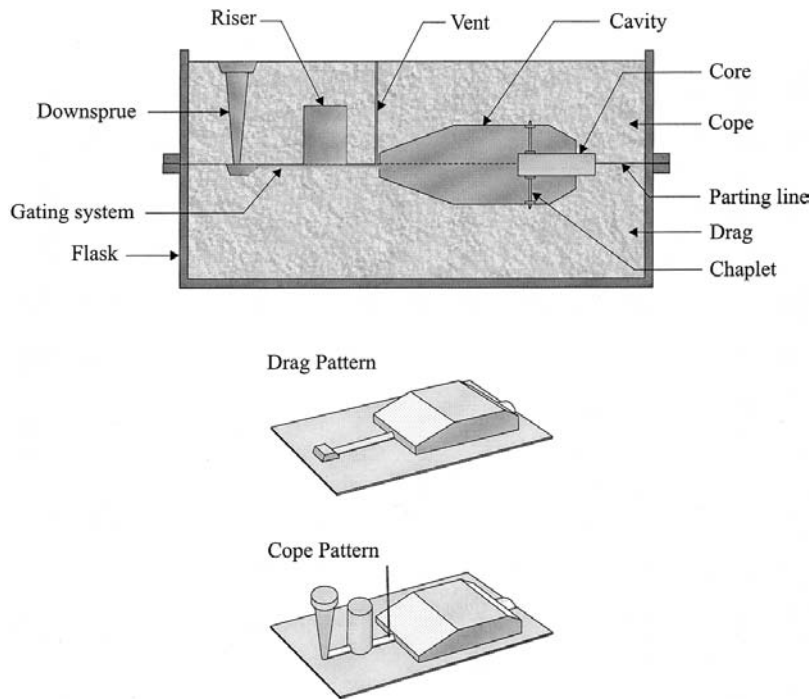 Riser
Vent
Cavity
Core
Downsprue
Cope
Gating system
Parting line
Flask
Drag
Chaplet
Drag Pattern
Cope Pattern